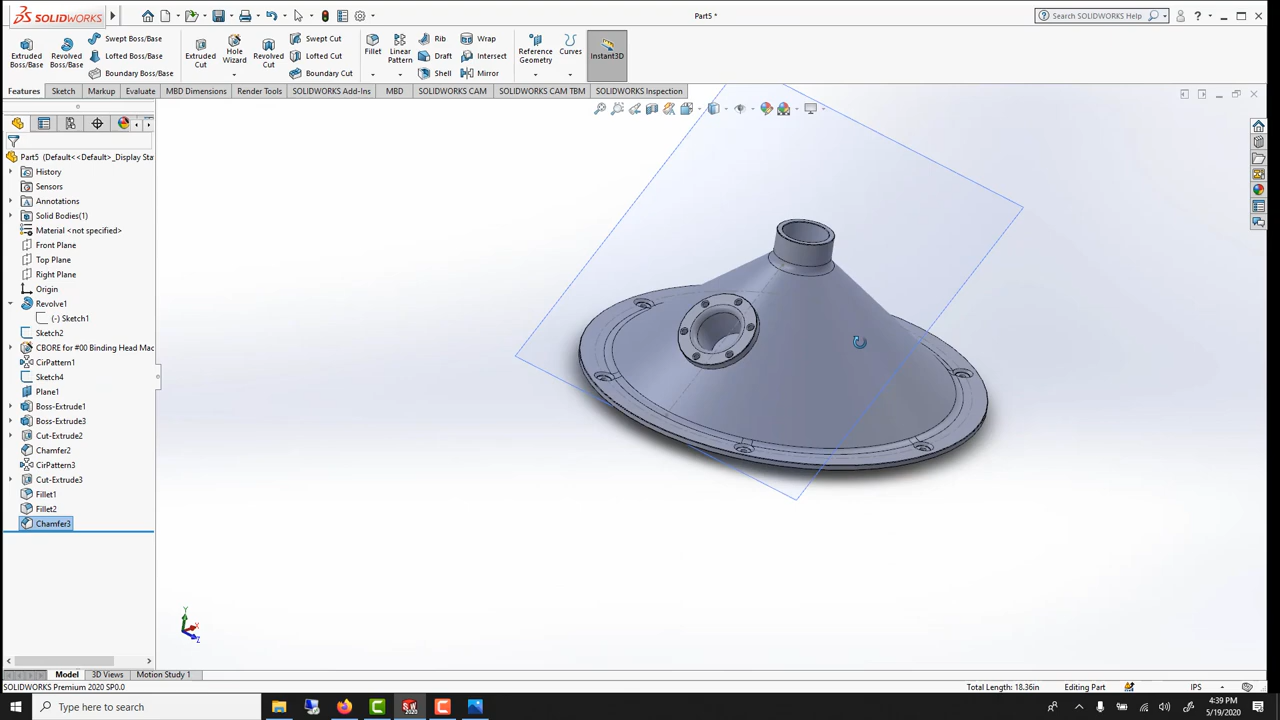 SOLIDWORKS
Part5 *
Search SOLIDWORKS Help
Extruded Boss/Base
Revolved Boss/Base
Swept Boss/Base
Lofted Boss/Base
Boundary Boss/Base
Extruded Cut
Hole Wizard
Revolved Cut
Swept Cut
Lofted Cut
Boundary Cut
Fillet
Linear Pattern
Rib
Draft
Shell
Wrap
Intersect
Mirror
Reference Geometry
Curves
Instant3D
Features
Sketch
Markup
Evaluate
MBD Dimensions
Render Tools
SOLIDWORKS Add-Ins
MBD
SOLIDWORKS CAM
SOLIDWORKS CAM TBM
SOLIDWORKS Inspection
Part5 (Default<<Default>_Display Sta
History
Sensors
Annotations
Solid Bodies(1)
Material <not specified>
Front Plane
Top Plane
Right Plane
Origin
Revolve1
(-) Sketch1
Sketch2
CBORE for #00 Binding Head Mac
CirPattern1
Sketch4
Plane1
Boss-Extrude1
Boss-Extrude3
Cut-Extrude2
Chamfer2
CirPattern3
Cut-Extrude3
Fillet1
Fillet2
Chamfer3
Y
X
Z
Model
3D Views
Motion Study 1
SOLIDWORKS Premium 2020 SP0.0
Total Length: 18.36in
Editing Part
IPS
Type here to search
SW
2020
4:39 PM
5/19/2020